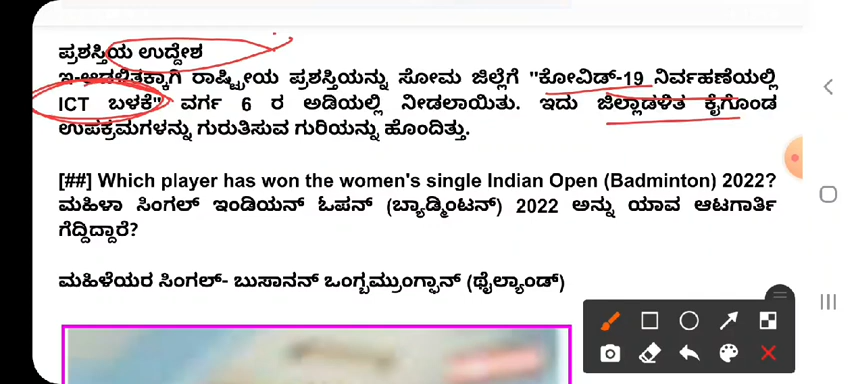 ಪ್ರಶಸ್ತಿಯ ಉದ್ದೇಶ
ಇ-ಆಡಳಿತಕ್ಕಾಗಿ ರಾಷ್ಟ್ರೀಯ ಪ್ರಶಸ್ತಿಯನ್ನು ಸೋಮ ಜಿಲ್ಲೆಗೆ "ಕೋವಿಡ್-19 ನಿರ್ವಹಣೆಯಲ್ಲಿ
ICT ಬಳಕೆ" ವರ್ಗ 6 ರ ಅಡಿಯಲ್ಲಿ ನೀಡಲಾಯಿತು. ಇದು ಜಿಲ್ಲಾಡಳಿತ ಕೈಗೊಂಡ
ಉಪಕ್ರಮಗಳನ್ನು ಗುರುತಿಸುವ ಗುರಿಯನ್ನು ಹೊಂದಿತ್ತು.
[##] Which player has won the women's single Indian Open (Badminton) 2022?
ಮಹಿಳಾ ಸಿಂಗಲ್ ಇಂಡಿಯನ್ ಓಪನ್ (ಬ್ಯಾಡ್ಮಿಂಟನ್) 2022 ಅನ್ನು ಯಾವ ಆಟಗಾರ್ತಿ
ಗೆದ್ದಿದ್ದಾರೆ?
ಮಹಿಳೆಯರ ಸಿಂಗಲ್- ಬುಸಾನನ್ ಒಂಗ್ಬಮ್ರುಂಗ್ಫಾನ್ (ಥೈಲ್ಯಾಂಡ್)